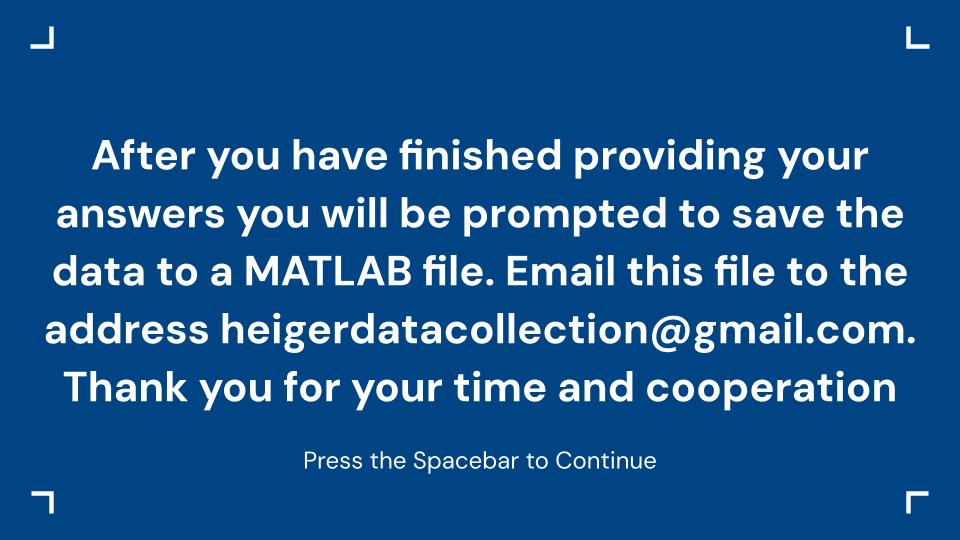 After you have finished providing your
answers you will be prompted to save the
data to a MATLAB file. Email this file to the
address heigerdatacollection@gmail.com.
Thank you for your time and cooperation
Press the Spacebar to Continue